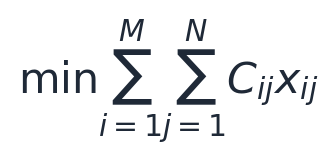 min ∑_{i=1}^{M} ∑_{j=1}^{N} C_{ij} x_{ij}